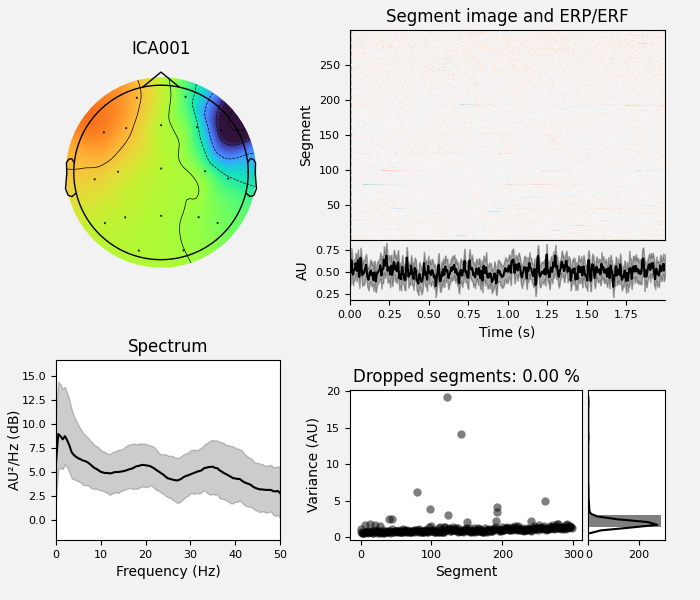 ICA001
Segment image and ERP/ERF
Segment
250
200
150
100
50
AU
0.75
0.50
0.25
0.00 0.25 0.50 0.75 1.00 1.25 1.50 1.75
Time (s)
Spectrum
AU²/Hz (dB)
15.0
12.5
10.0
7.5
5.0
2.5
0.0
0 10 20 30 40 50
Frequency (Hz)
Dropped segments: 0.00 %
Variance (AU)
20
15
10
5
0
0 100 200 300
Segment
0 200